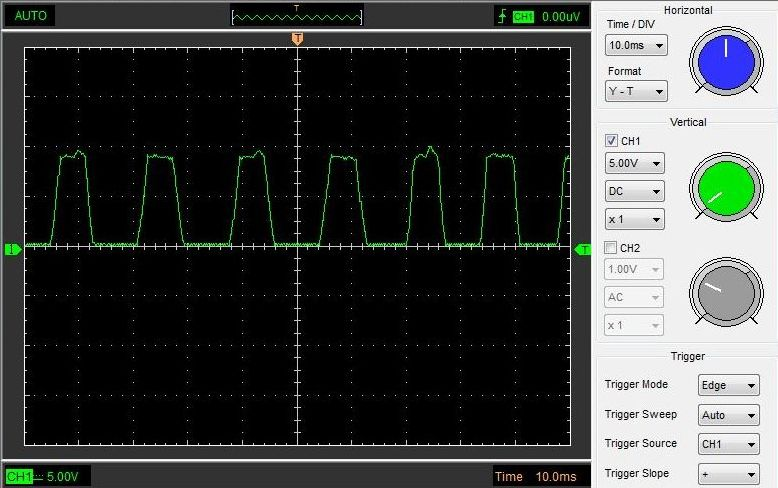 AUTO
T
CH1 0.00uV
T
1
T
CH1 5.00V
Time 10.0ms
Horizontal
Time / DIV
10.0ms
Format
Y - T
Vertical
CH1
5.00V
DC
x 1
CH2
1.00V
AC
x 1
Trigger
Trigger Mode Edge
Trigger Sweep Auto
Trigger Source CH1
Trigger Slope +